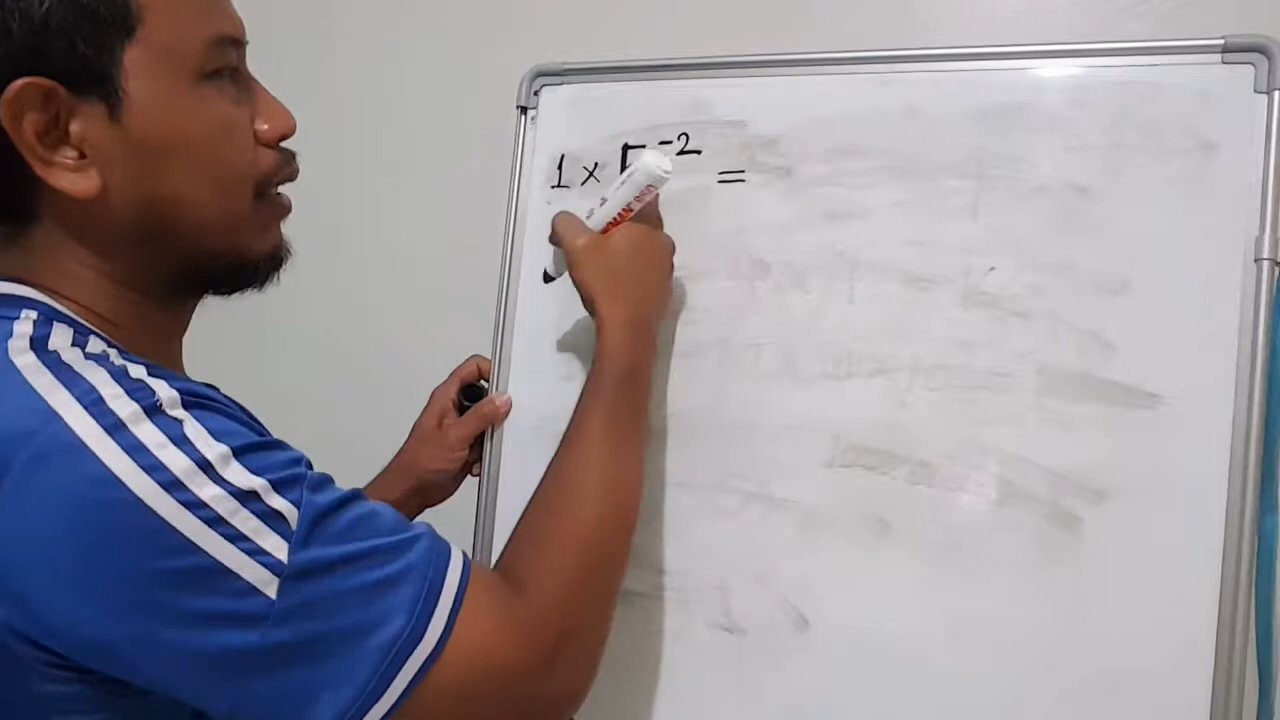 1 × 5⁻² =